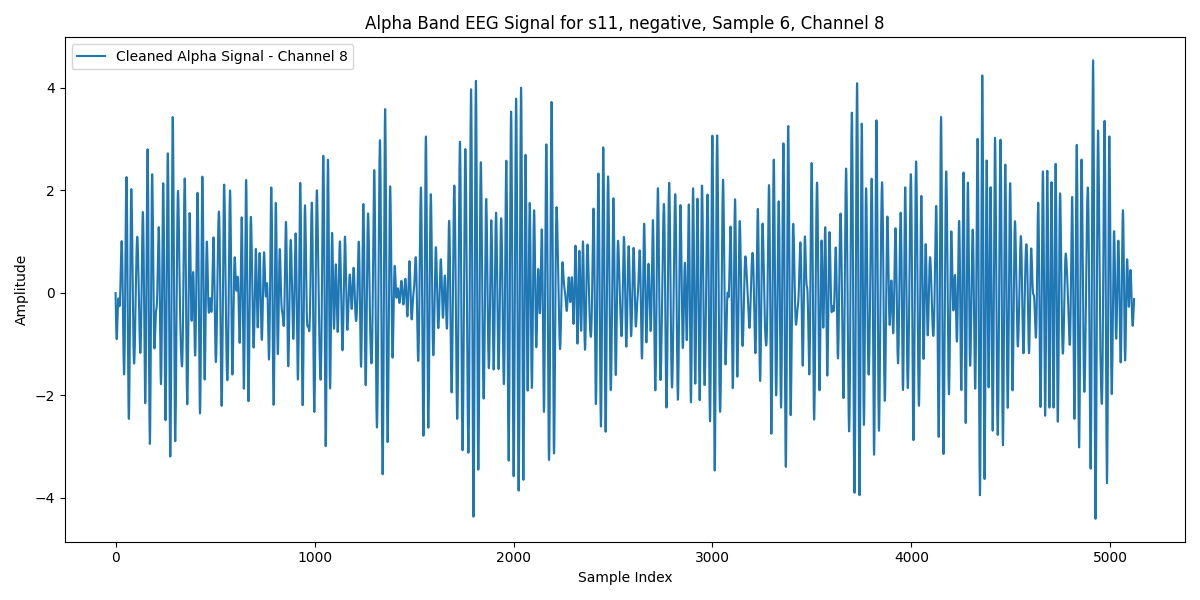 Alpha Band EEG Signal for s11, negative, Sample 6, Channel 8
Cleaned Alpha Signal - Channel 8
Amplitude
4
2
0
−2
−4
0 1000 2000 3000 4000 5000
Sample Index